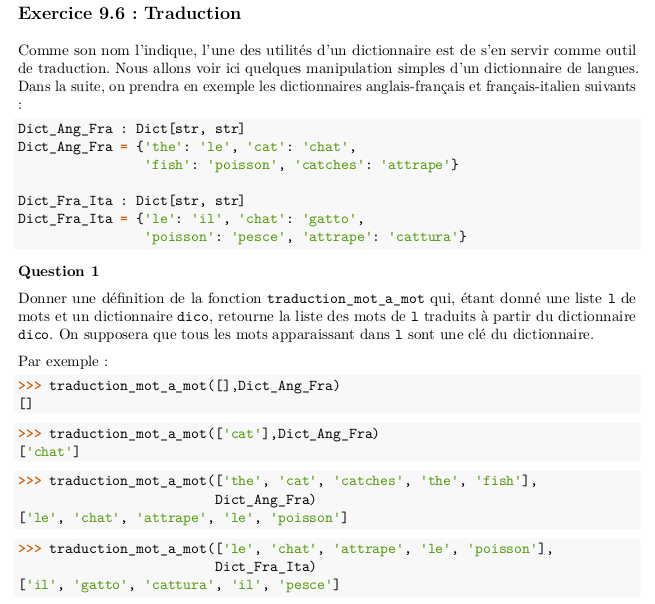 Exercice 9.6 : Traduction
Comme son nom l'indique, l'une des utilités d'un dictionnaire est de s'en servir comme outil
de traduction. Nous allons voir ici quelques manipulation simples d'un dictionnaire de langues.
Dans la suite, on prendra en exemple les dictionnaires anglais-français et français-italien suivants
:
Dict_Ang_Fra : Dict[str, str]
Dict_Ang_Fra = {'the': 'le', 'cat': 'chat',
'fish': 'poisson', 'catches': 'attrape'}
Dict_Fra_Ita : Dict[str, str]
Dict_Fra_Ita = {'le': 'il', 'chat': 'gatto',
'poisson': 'pesce', 'attrape': 'cattura'}
Question 1
Donner une définition de la fonction traduction_mot_a_mot qui, étant donné une liste l de
mots et un dictionnaire dico, retourne la liste des mots de l traduits à partir du dictionnaire
dico. On supposera que tous les mots apparaissant dans l sont une clé du dictionnaire.
Par exemple :
>>> traduction_mot_a_mot([],Dict_Ang_Fra)
[]
>>> traduction_mot_a_mot(['cat'],Dict_Ang_Fra)
['chat']
>>> traduction_mot_a_mot(['the', 'cat', 'catches', 'the', 'fish'],
Dict_Ang_Fra)
['le', 'chat', 'attrape', 'le', 'poisson']
>>> traduction_mot_a_mot(['le', 'chat', 'attrape', 'le', 'poisson'],
Dict_Fra_Ita)
['il', 'gatto', 'cattura', 'il', 'pesce']